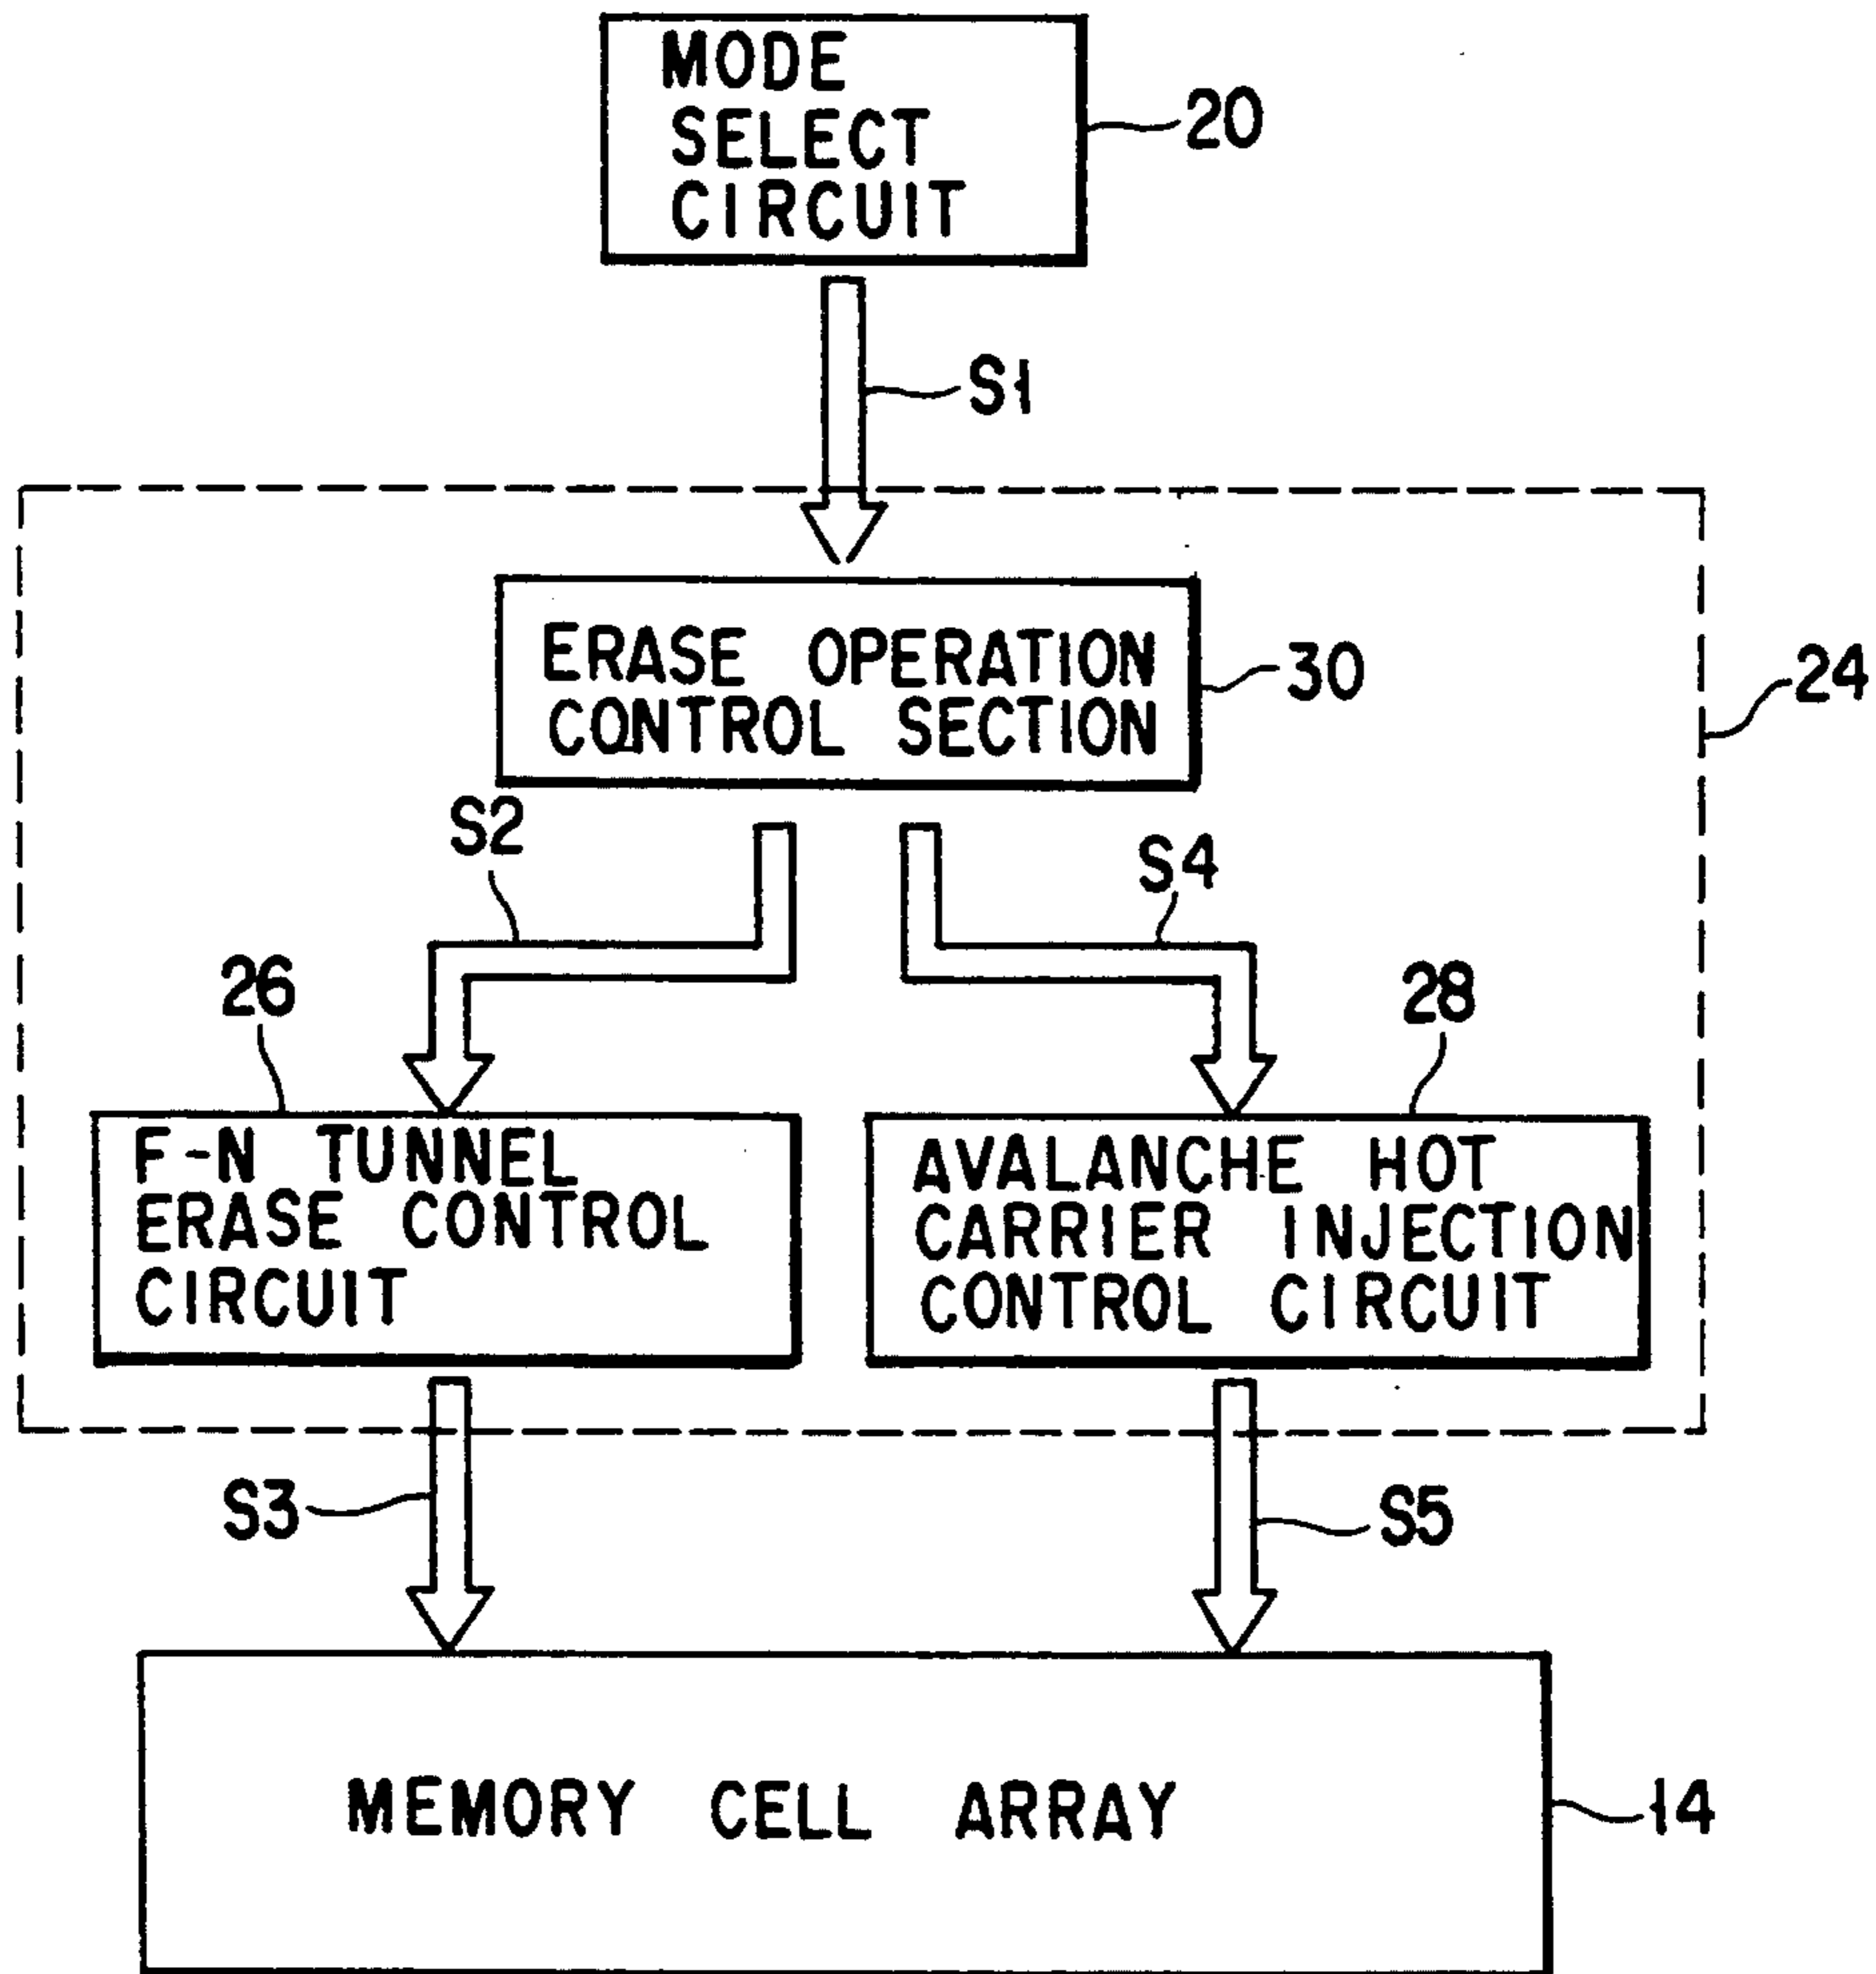 MODE
SELECT
CIRCUIT
20
S1
ERASE OPERATION
CONTROL SECTION
30
24
S2
S4
26
28
F-N TUNNEL
ERASE CONTROL
CIRCUIT
AVALANCHE HOT
CARRIER INJECTION
CONTROL CIRCUIT
S3
S5
MEMORY CELL ARRAY
14